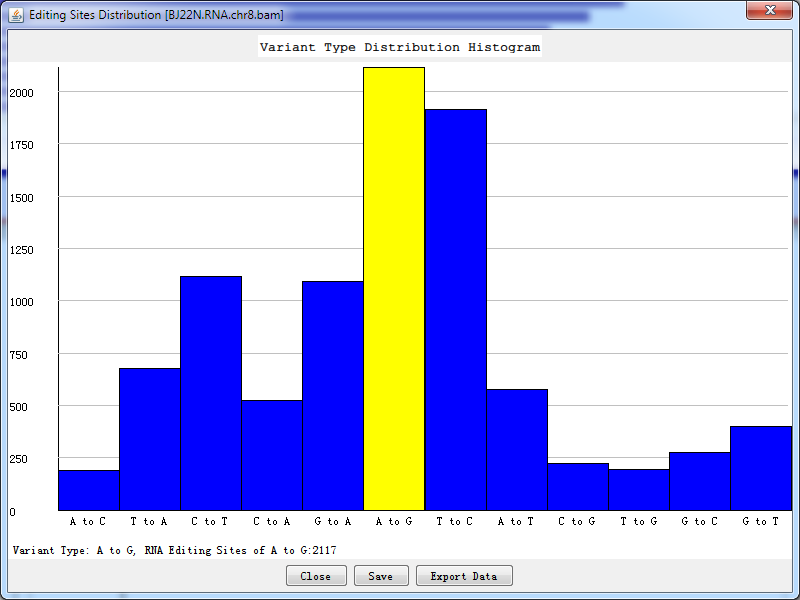 Editing Sites Distribution [BJ22N.RNA.chr8.bam]
Variant Type Distribution Histogram
2000
1750
1500
1250
1000
750
500
250
0
A to C T to A C to T C to A G to A A to G T to C A to T C to G T to G G to C G to T
Variant Type: A to G, RNA Editing Sites of A to G:2117
Close Save Export Data